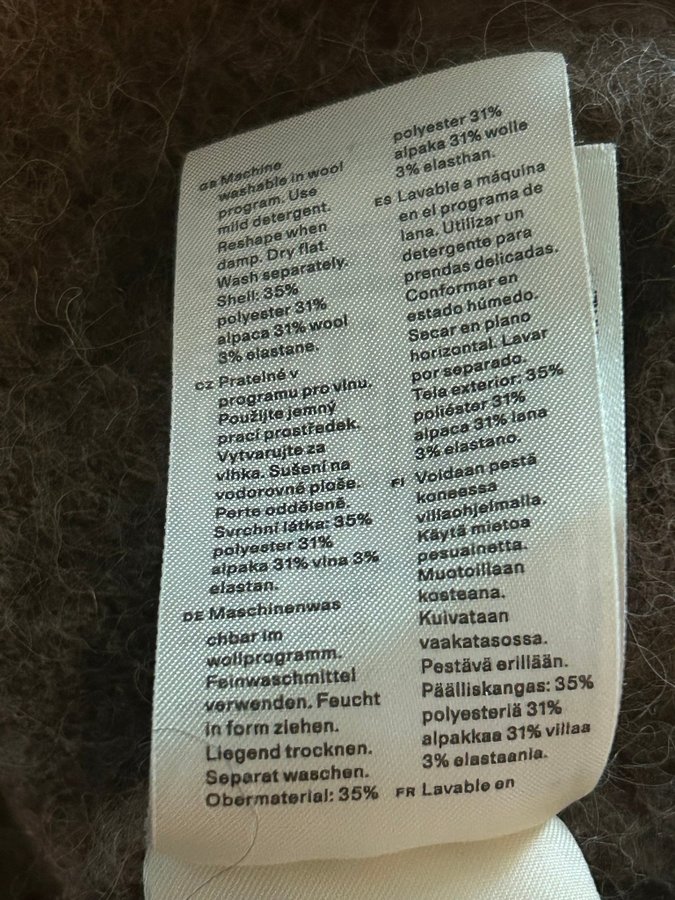 GB Machine
washable in wool
program. Use
mild detergent.
Reshape when
damp. Dry flat.
Wash separately.
Shell: 35%
polyester 31%
alpaca 31% wool
3% elastane.
CZ Pratelné v
programu pro vlnu.
Použijte jemný
prací prostředek.
Vytvarujte za
vlhka. Sušení na
vodorovné ploše.
Perte odděleně.
Svrchní látka: 35%
polyester 31%
alpaka 31% vlna 3%
elastan.
DE Maschinenwas
chbar im
wollprogramm.
Feinwaschmittel
verwenden. Feucht
in form ziehen.
Liegend trocknen.
Separat waschen.
Obermaterial: 35%
polyester 31%
alpaka 31% wolle
3% elasthan.
ES Lavable a máquina
en el programa de
lana. Utilizar un
detergente para
prendas delicadas.
Conformar en
estado húmedo.
Secar en plano
horizontal. Lavar
por separado.
Tela exterior: 35%
poliéster 31%
alpaca 31% lana
3% elastano.
FI Voidaan pestä
koneessa
villaohjelmalla.
Käytä mietoa
pesuainetta.
Muotoillaan
kosteana.
Kuivataan
vaakatasossa.
Pestävä erillään.
Päälliskangas: 35%
polyesteriä 31%
alpakkaa 31% villaa
3% elastaania.
FR Lavable en